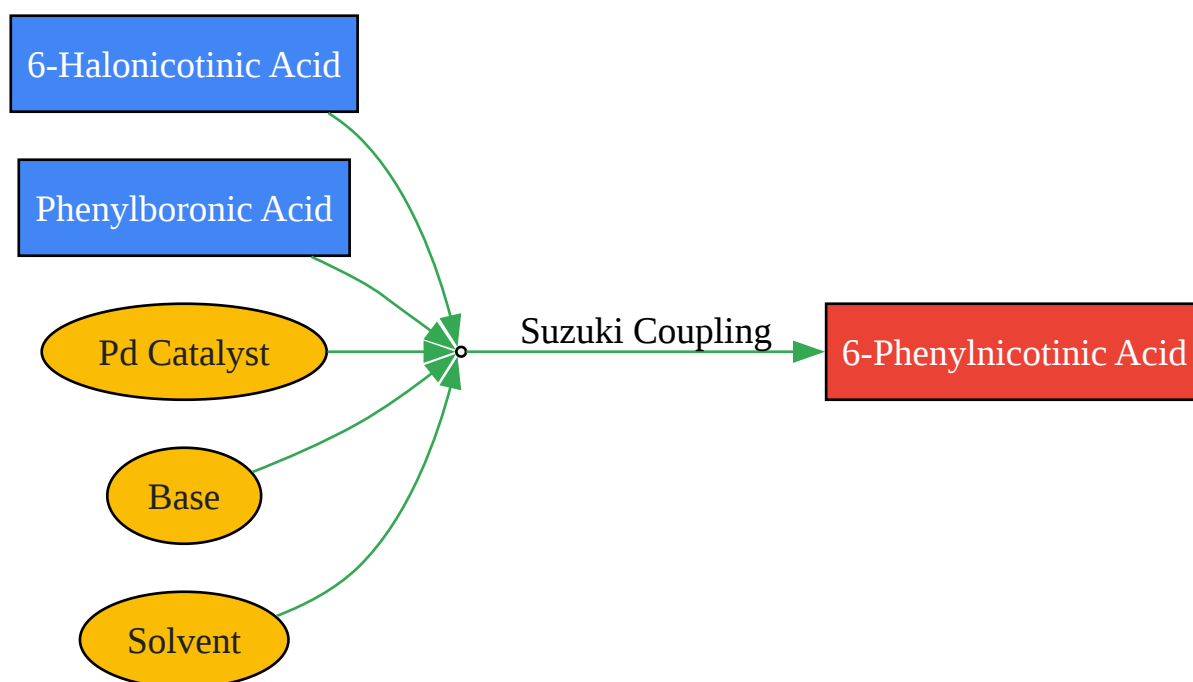 6-Halonicotinic Acid
Phenylboronic Acid
Pd Catalyst
Suzuki Coupling
6-Phenylnicotinic Acid
Base
Solvent